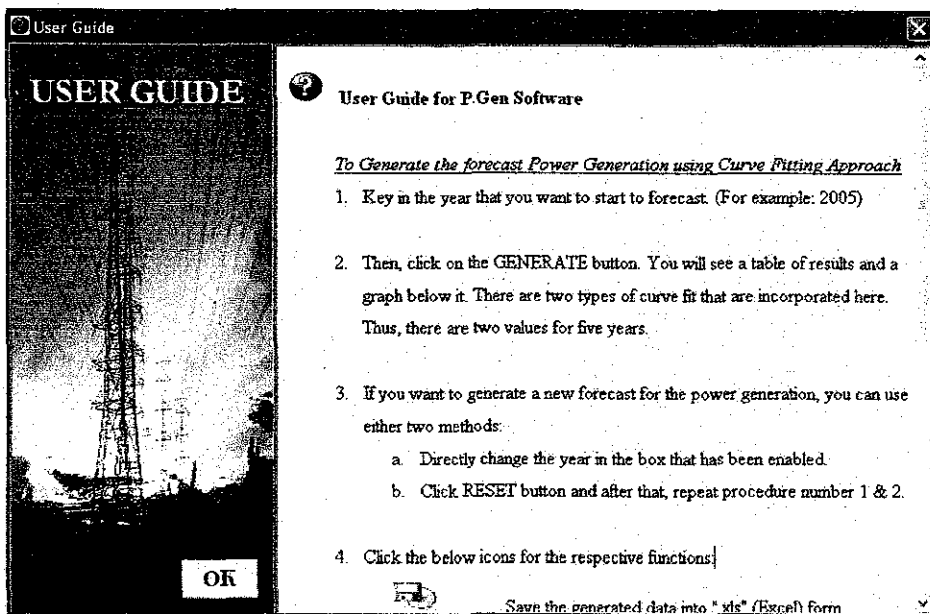 User Guide
USER GUIDE
User Guide for P.Gen Software
To Generate the forecast Power Generation using Curve Fitting Approach
1. Key in the year that you want to start to forecast. (For example: 2005)
2. Then, click on the GENERATE button. You will see a table of results and a
graph below it. There are two types of curve fit that are incorporated here.
Thus, there are two values for five years.
3. If you want to generate a new forecast for the power generation, you can use
either two methods:
a. Directly change the year in the box that has been enabled.
b. Click RESET button and after that, repeat procedure number 1 & 2.
4. Click the below icons for the respective functions:
Save the generated data into ".xls" (Excel) form
OK